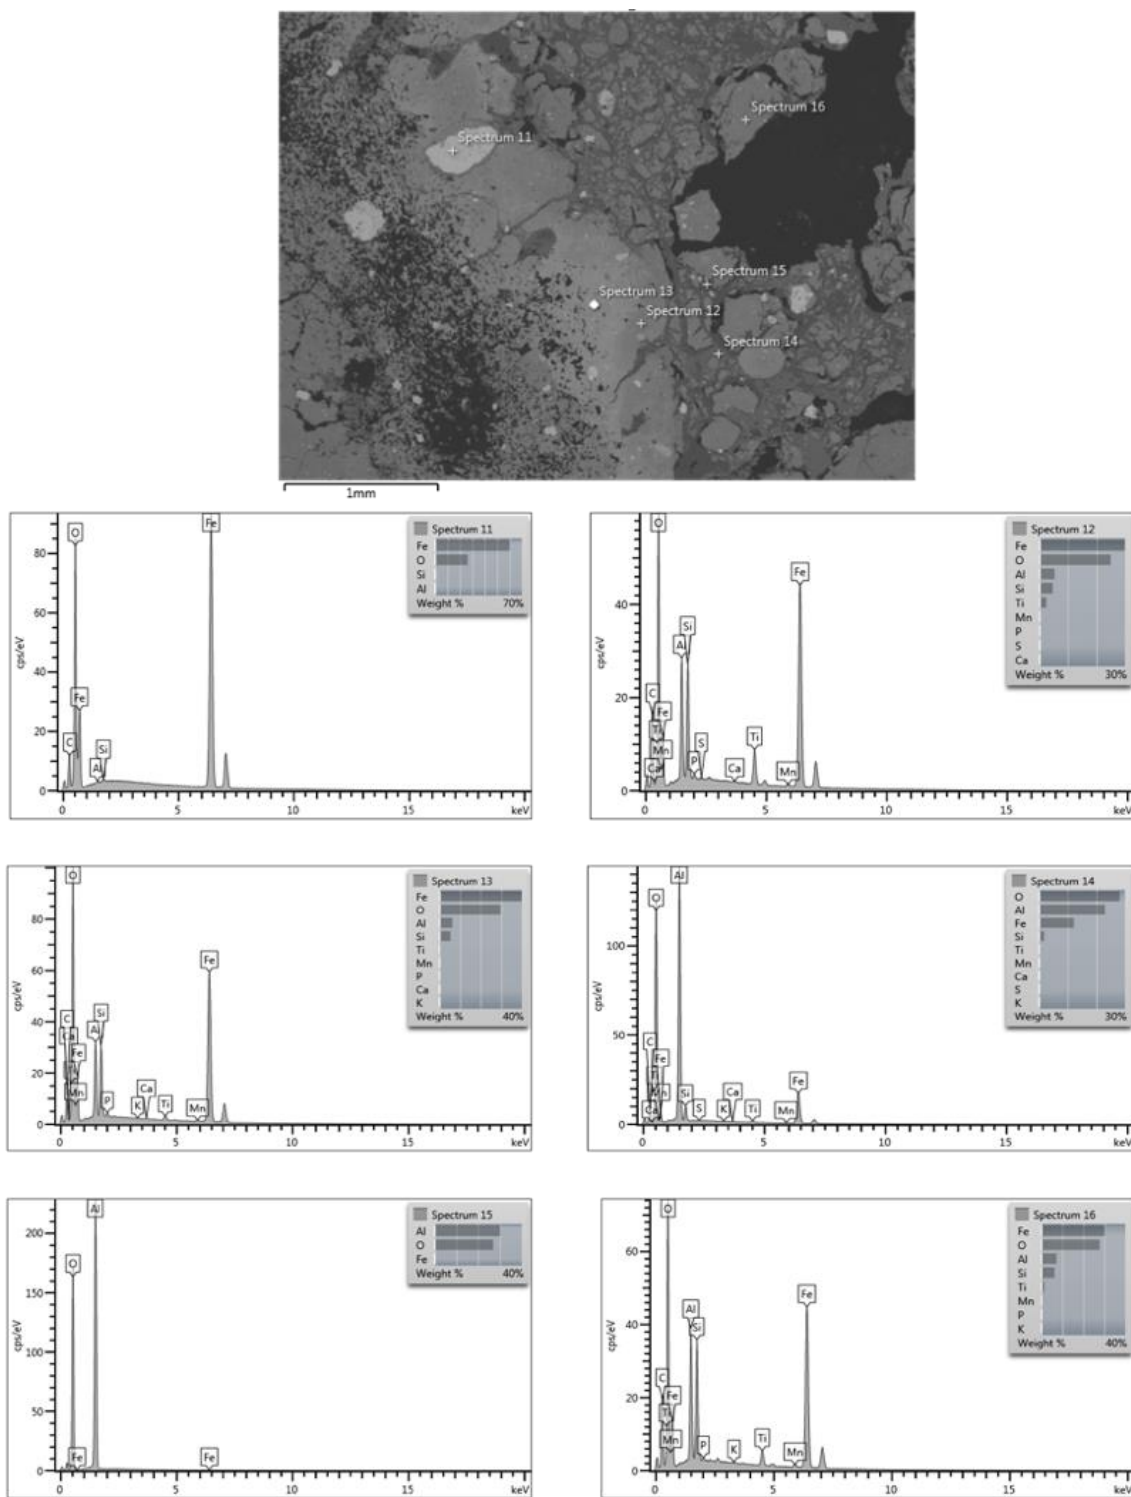 Spectrum 16
Spectrum 11
Spectrum 15
Spectrum 13
Spectrum 12
Spectrum 14
1mm
Spectrum 11
Fe
O
Si
Al
Weight % 70%
O
Fe
Fe
C
Si
Al
80
60
40
20
0
cps/eV
0 5 10 15 keV
Spectrum 12
Fe
O
Al
Si
Ti
Mn
P
S
Ca
Weight % 30%
O
Fe
Si
Al
C
Fe
Ti
Mn
Ca
P
S
Ca
Ti
Mn
40
20
0
cps/eV
0 5 10 15 keV
Spectrum 13
Fe
O
Al
Si
Ti
Mn
P
Ca
K
Weight % 40%
O
Fe
C
Si
Ca
Al
Fe
Mn
P
K
Ca
Ti
Mn
80
60
40
20
0
cps/eV
0 5 10 15 keV
Spectrum 14
O
Al
Fe
Si
Ti
Mn
Ca
S
K
Weight % 30%
Al
O
C
Fe
Ti
Mn
Ca
Si
S
K
Ca
Ti
Mn
Fe
100
50
0
cps/eV
0 5 10 15 keV
Spectrum 15
Al
O
Fe
Weight % 40%
Al
O
Fe
Fe
200
150
100
50
0
cps/eV
0 5 10 15 keV
Spectrum 16
Fe
O
Al
Si
Ti
Mn
P
K
Weight % 40%
O
Fe
Al
Si
C
Fe
Ti
Mn
P
K
Ti
Mn
60
40
20
0
cps/eV
0 5 10 15 keV